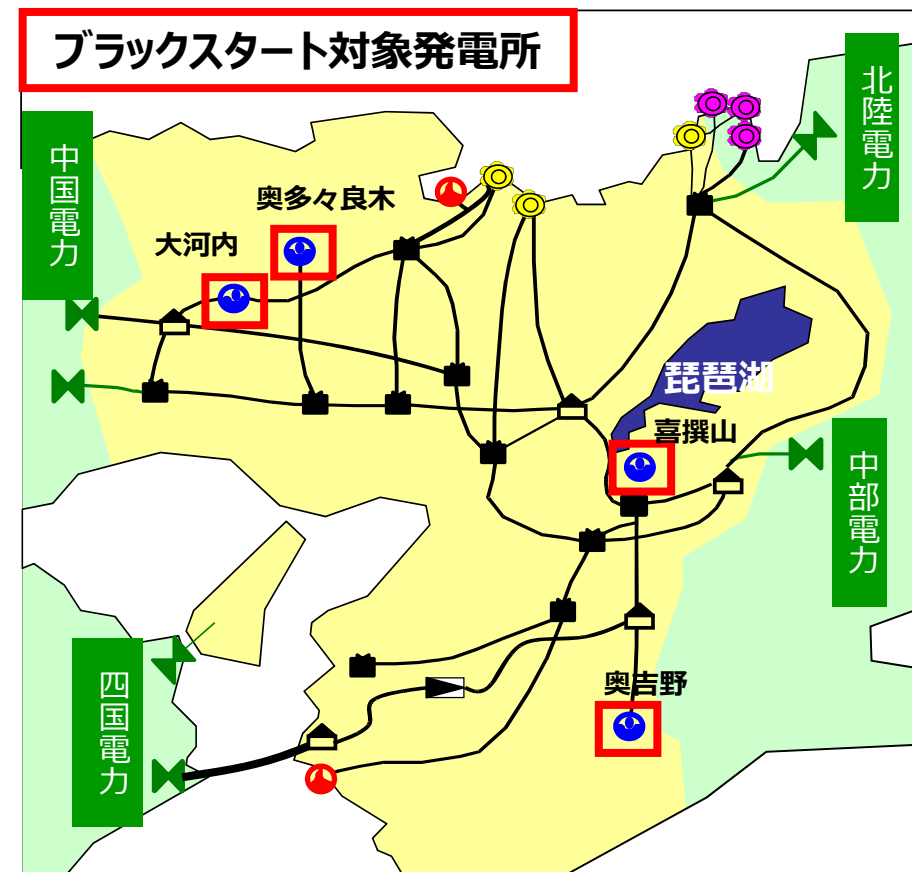 ブラックスタート対象発電所
北陸電力
中国電力
奥多々良木
大河内
琵琶湖
喜撰山
中部電力
奥吉野
四国電力